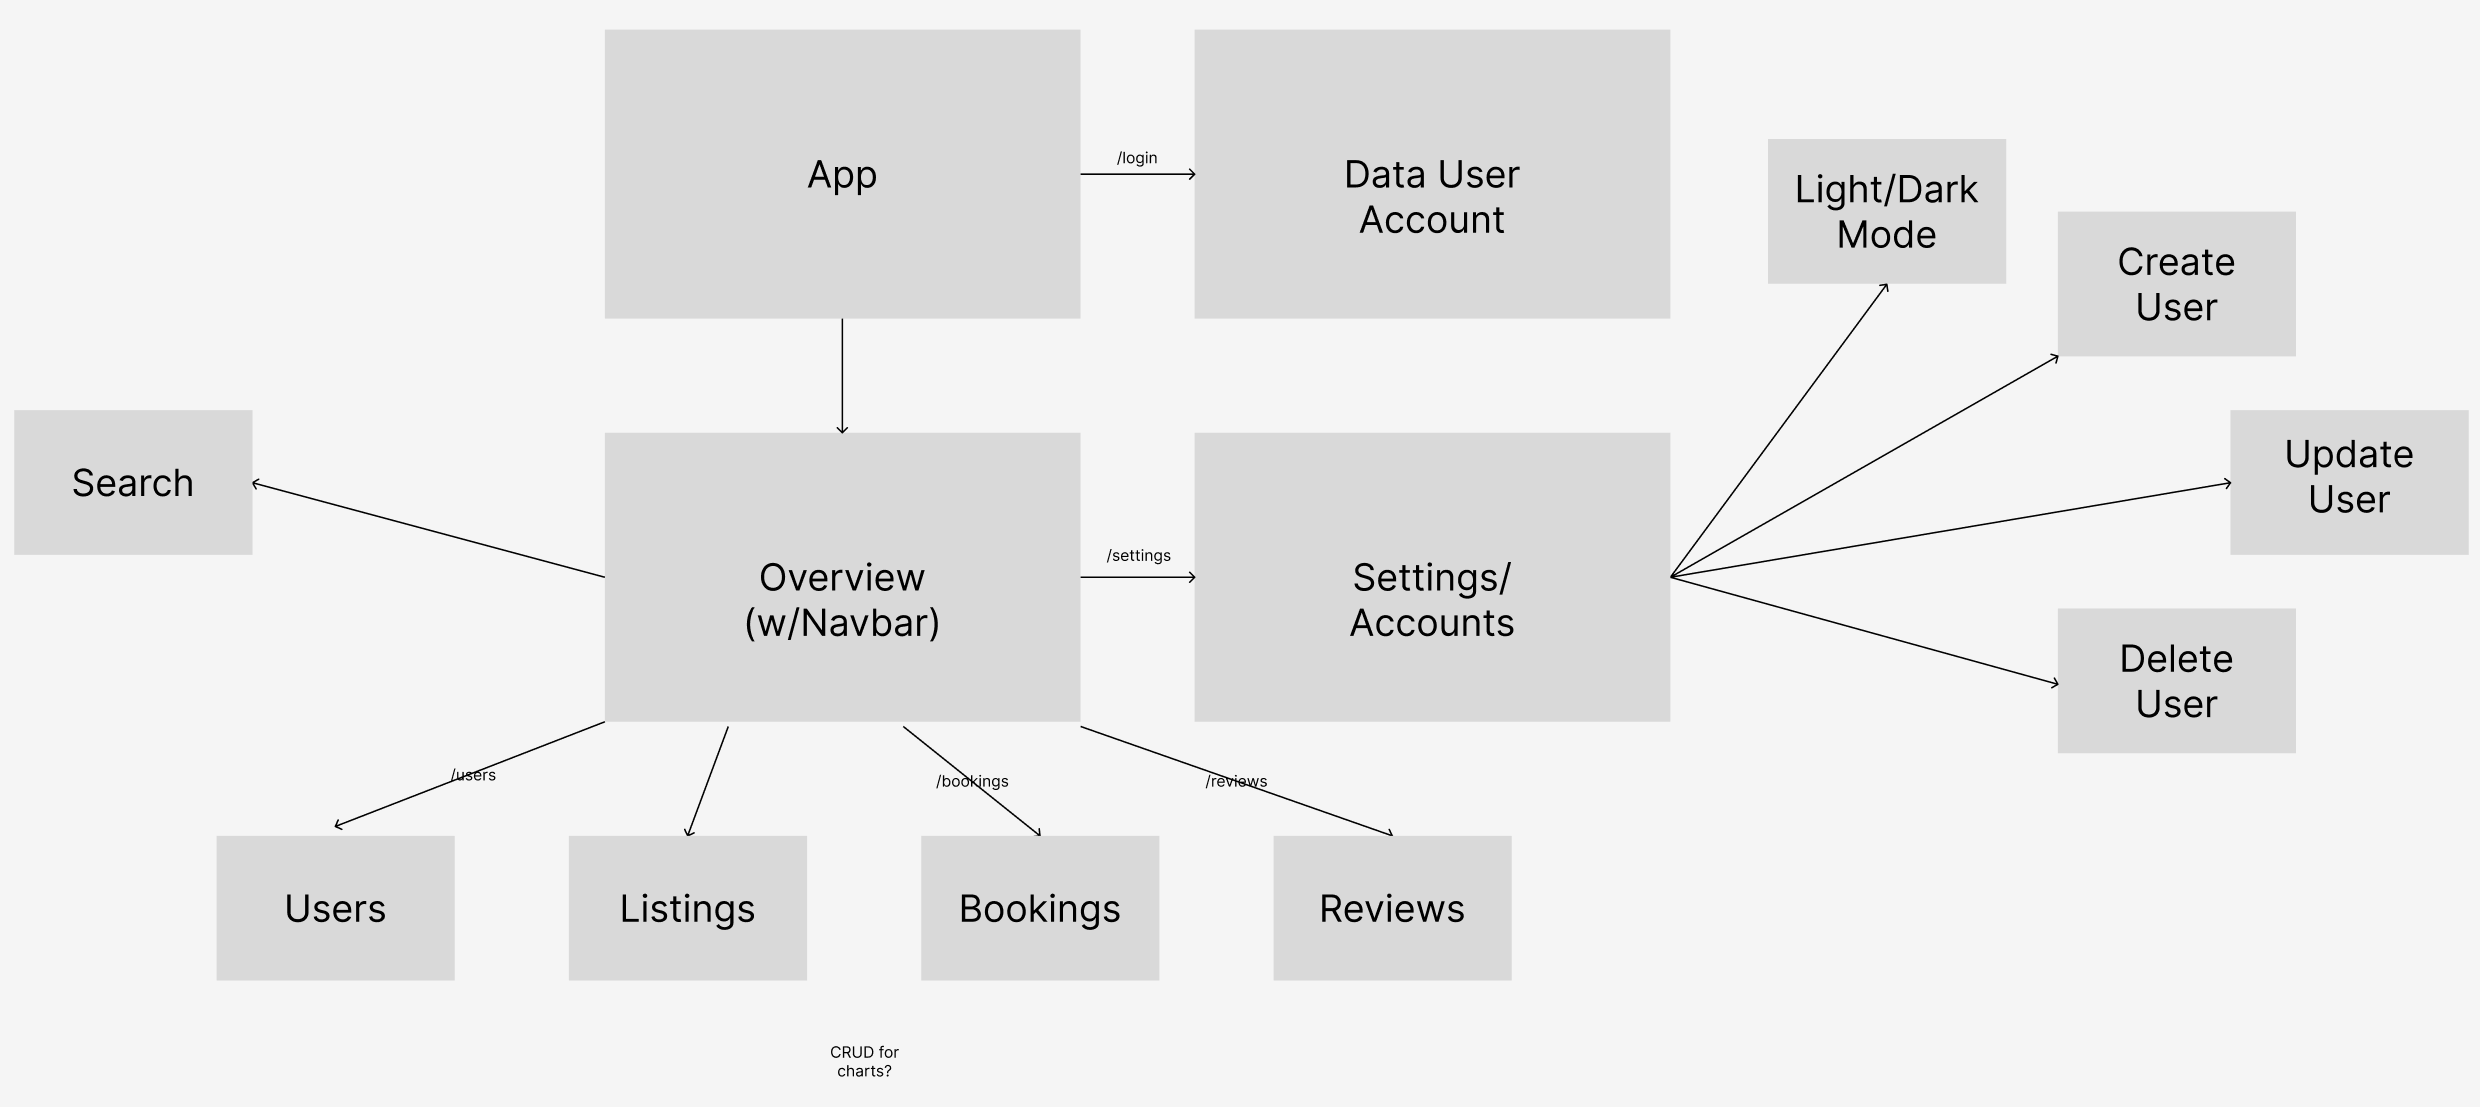 App
/login
Data User
Account
Light/Dark
Mode
Create
User
Search
Overview
(w/Navbar)
/settings
Settings/
Accounts
Update
User
Delete
User
/users
/bookings
/reviews
Users
Listings
Bookings
Reviews
CRUD for
charts?